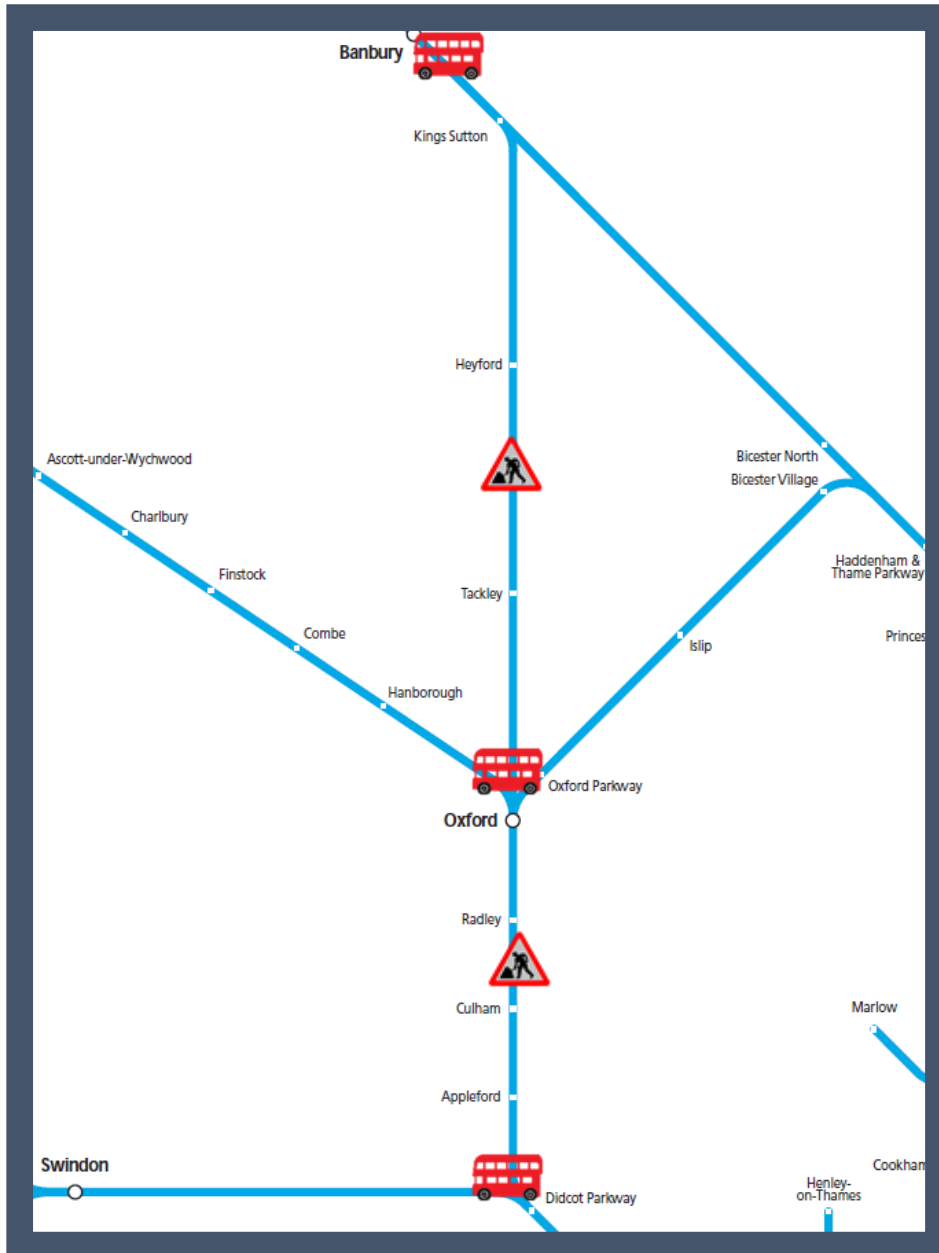 Banbury
Kings Sutton
Heyford
Ascott-under-Wychwood
Bicester North
Bicester Village
Charlbury
Haddenham &
Thame Parkway
Finstock
Tackley
Combe
Princes
Islip
Hanborough
Oxford Parkway
Oxford
Radley
Culham
Marlow
Appleford
Swindon
Cookham
Henley-
on-Thames
Didcot Parkway